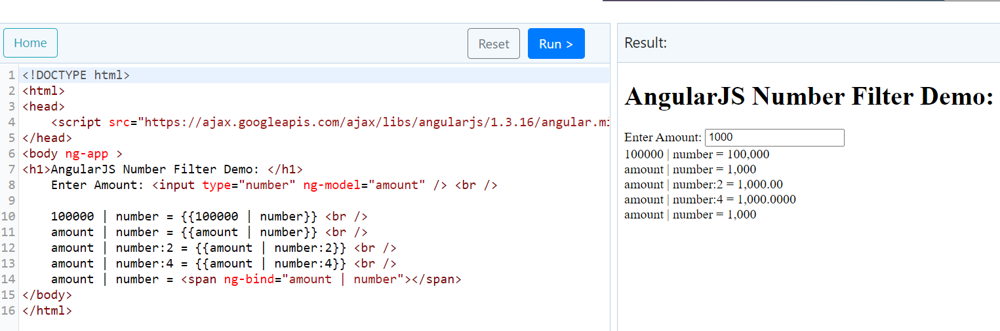 Home
Reset
Run >
1 <!DOCTYPE html>
2 <html>
3 <head>
4 <script src="https://ajax.googleapis.com/ajax/libs/angularjs/1.3.16/angular.mi
5 </head>
6 <body ng-app >
7 <h1>AngularJS Number Filter Demo: </h1>
8 Enter Amount: <input type="number" ng-model="amount" /> <br />
9
10 100000 | number = {{100000 | number}} <br />
11 amount | number = {{amount | number}} <br />
12 amount | number:2 = {{amount | number:2}} <br />
13 amount | number:4 = {{amount | number:4}} <br />
14 amount | number = <span ng-bind="amount | number"></span>
15 </body>
16 </html>
Result:
AngularJS Number Filter Demo:
Enter Amount: 1000
100000 | number = 100,000
amount | number = 1,000
amount | number:2 = 1,000.00
amount | number:4 = 1,000.0000
amount | number = 1,000